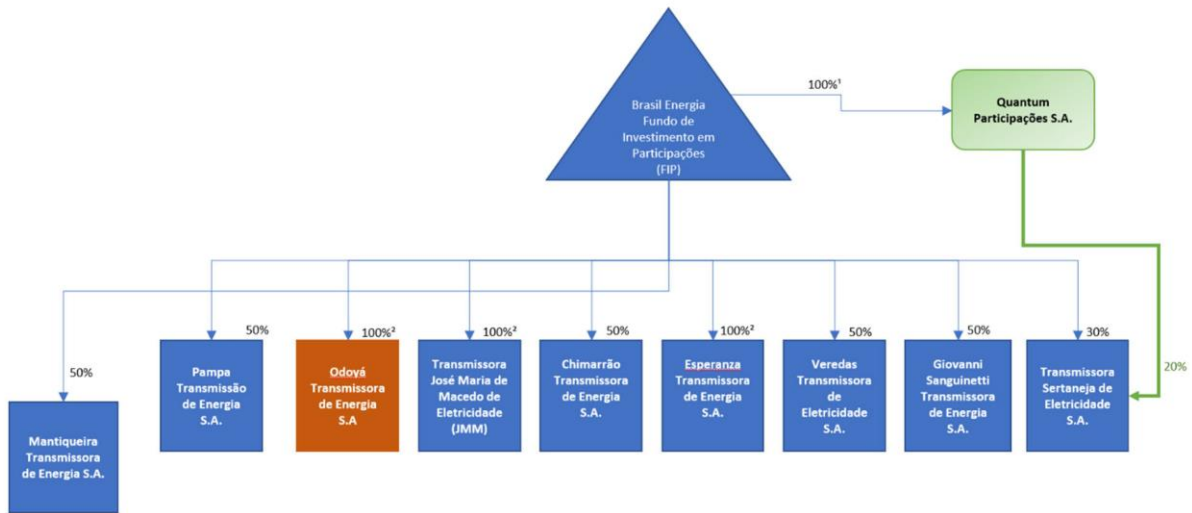 100%¹
Brasil Energia
Fundo de
Investimento em
Participações
(FIP)
Quantum
Participações S.A.
50%
Mantiqueira
Transmissora
de Energia S.A.
50%
Pampa
Transmissão
de Energia
S.A.
100%²
Odoyá
Transmissora
de Energia
S.A
100%²
Transmissora
José Maria de
Macedo de
Eletricidade
(JMM)
50%
Chimarrão
Transmissora
de Energia
S.A.
100%²
Esperanza
Transmissora
de Energia
S.A.
50%
Veredas
Transmissora
de
Eletricidade
S.A.
50%
Giovanni
Sanguinetti
Transmissora
de Energia
S.A.
30%
Transmissora
Sertaneja de
Eletricidade
S.A.
20%